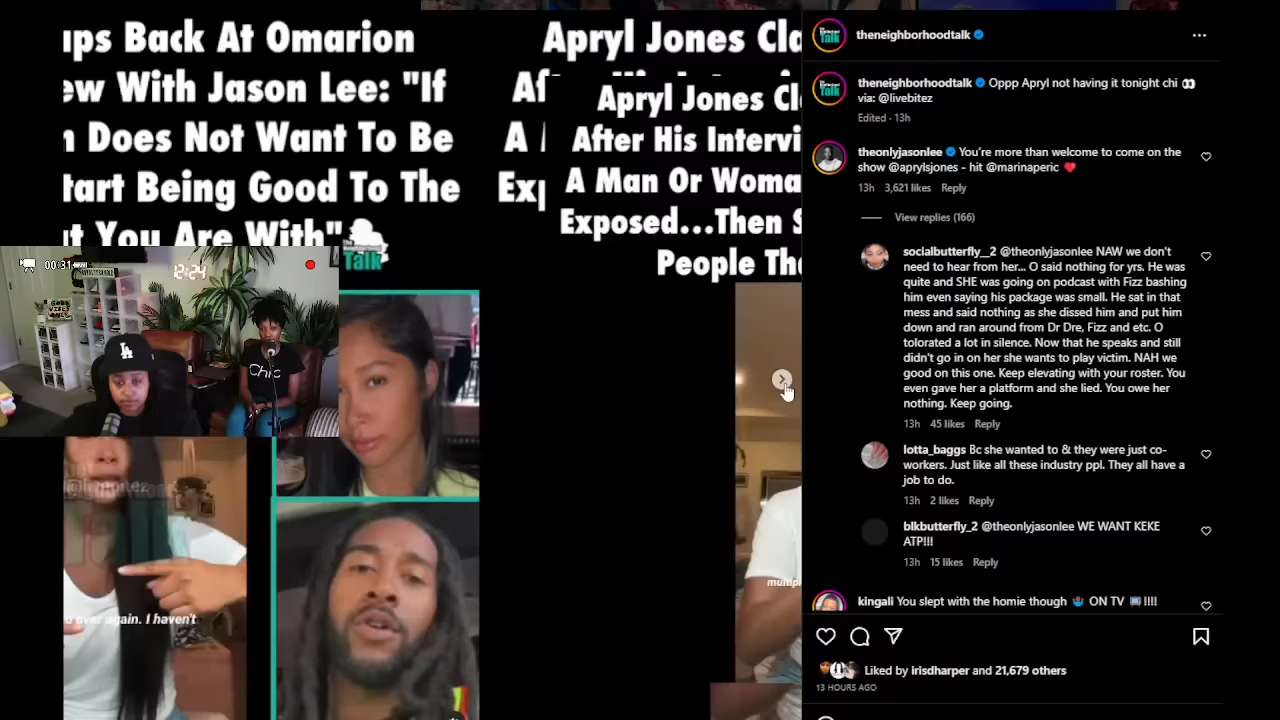 ups Back At Omarion
ew With Jason Lee: "If
n Does Not Want To Be
tart Being Good To The
ut You Are With"
Talk
Apryl Jones Cla
A
Exp
Apryl Jones Cl
After His Intervi
A Man Or Woma
Exposed...Then S
People Tha
00:31
12:24
GOOD VIBES
LA
Chic
over again. I haven't
multipl
theneighborhoodtalk
theneighborhoodtalk Oppp Apryl not having it tonight chi 👀
via: @livebitez
Edited · 13h
theonlyjasonlee You're more than welcome to come on the
show @aprylsjones - hit @marinaperic ❤️
13h 3,621 likes Reply
View replies (166)
socialbutterfly__2 @theonlyjasonlee NAW we don't
need to hear from her... O said nothing for yrs. He was
quite and SHE was going on podcast with Fizz bashing
him even saying his package was small. He sat in that
mess and said nothing as she dissed him and put him
down and ran around from Dr Dre, Fizz and etc. O
tolorated a lot in silence. Now that he speaks and still
didn't go in on her she wants to play victim. NAH we
good on this one. Keep elevating with your roster. You
even gave her a platform and she lied. You owe her
nothing. Keep going.
13h 45 likes Reply
lotta_baggs Bc she wanted to & they were just co-
workers. Just like all these industry ppl. They all have a
job to do.
13h 2 likes Reply
blkbutterfly_2 @theonlyjasonlee WE WANT KEKE
ATP!!!
13h 15 likes Reply
kingali You slept with the homie though 🤷🏿‍♂️ ON TV 📺 !!!!
Liked by irisdharper and 21,679 others
13 HOURS AGO